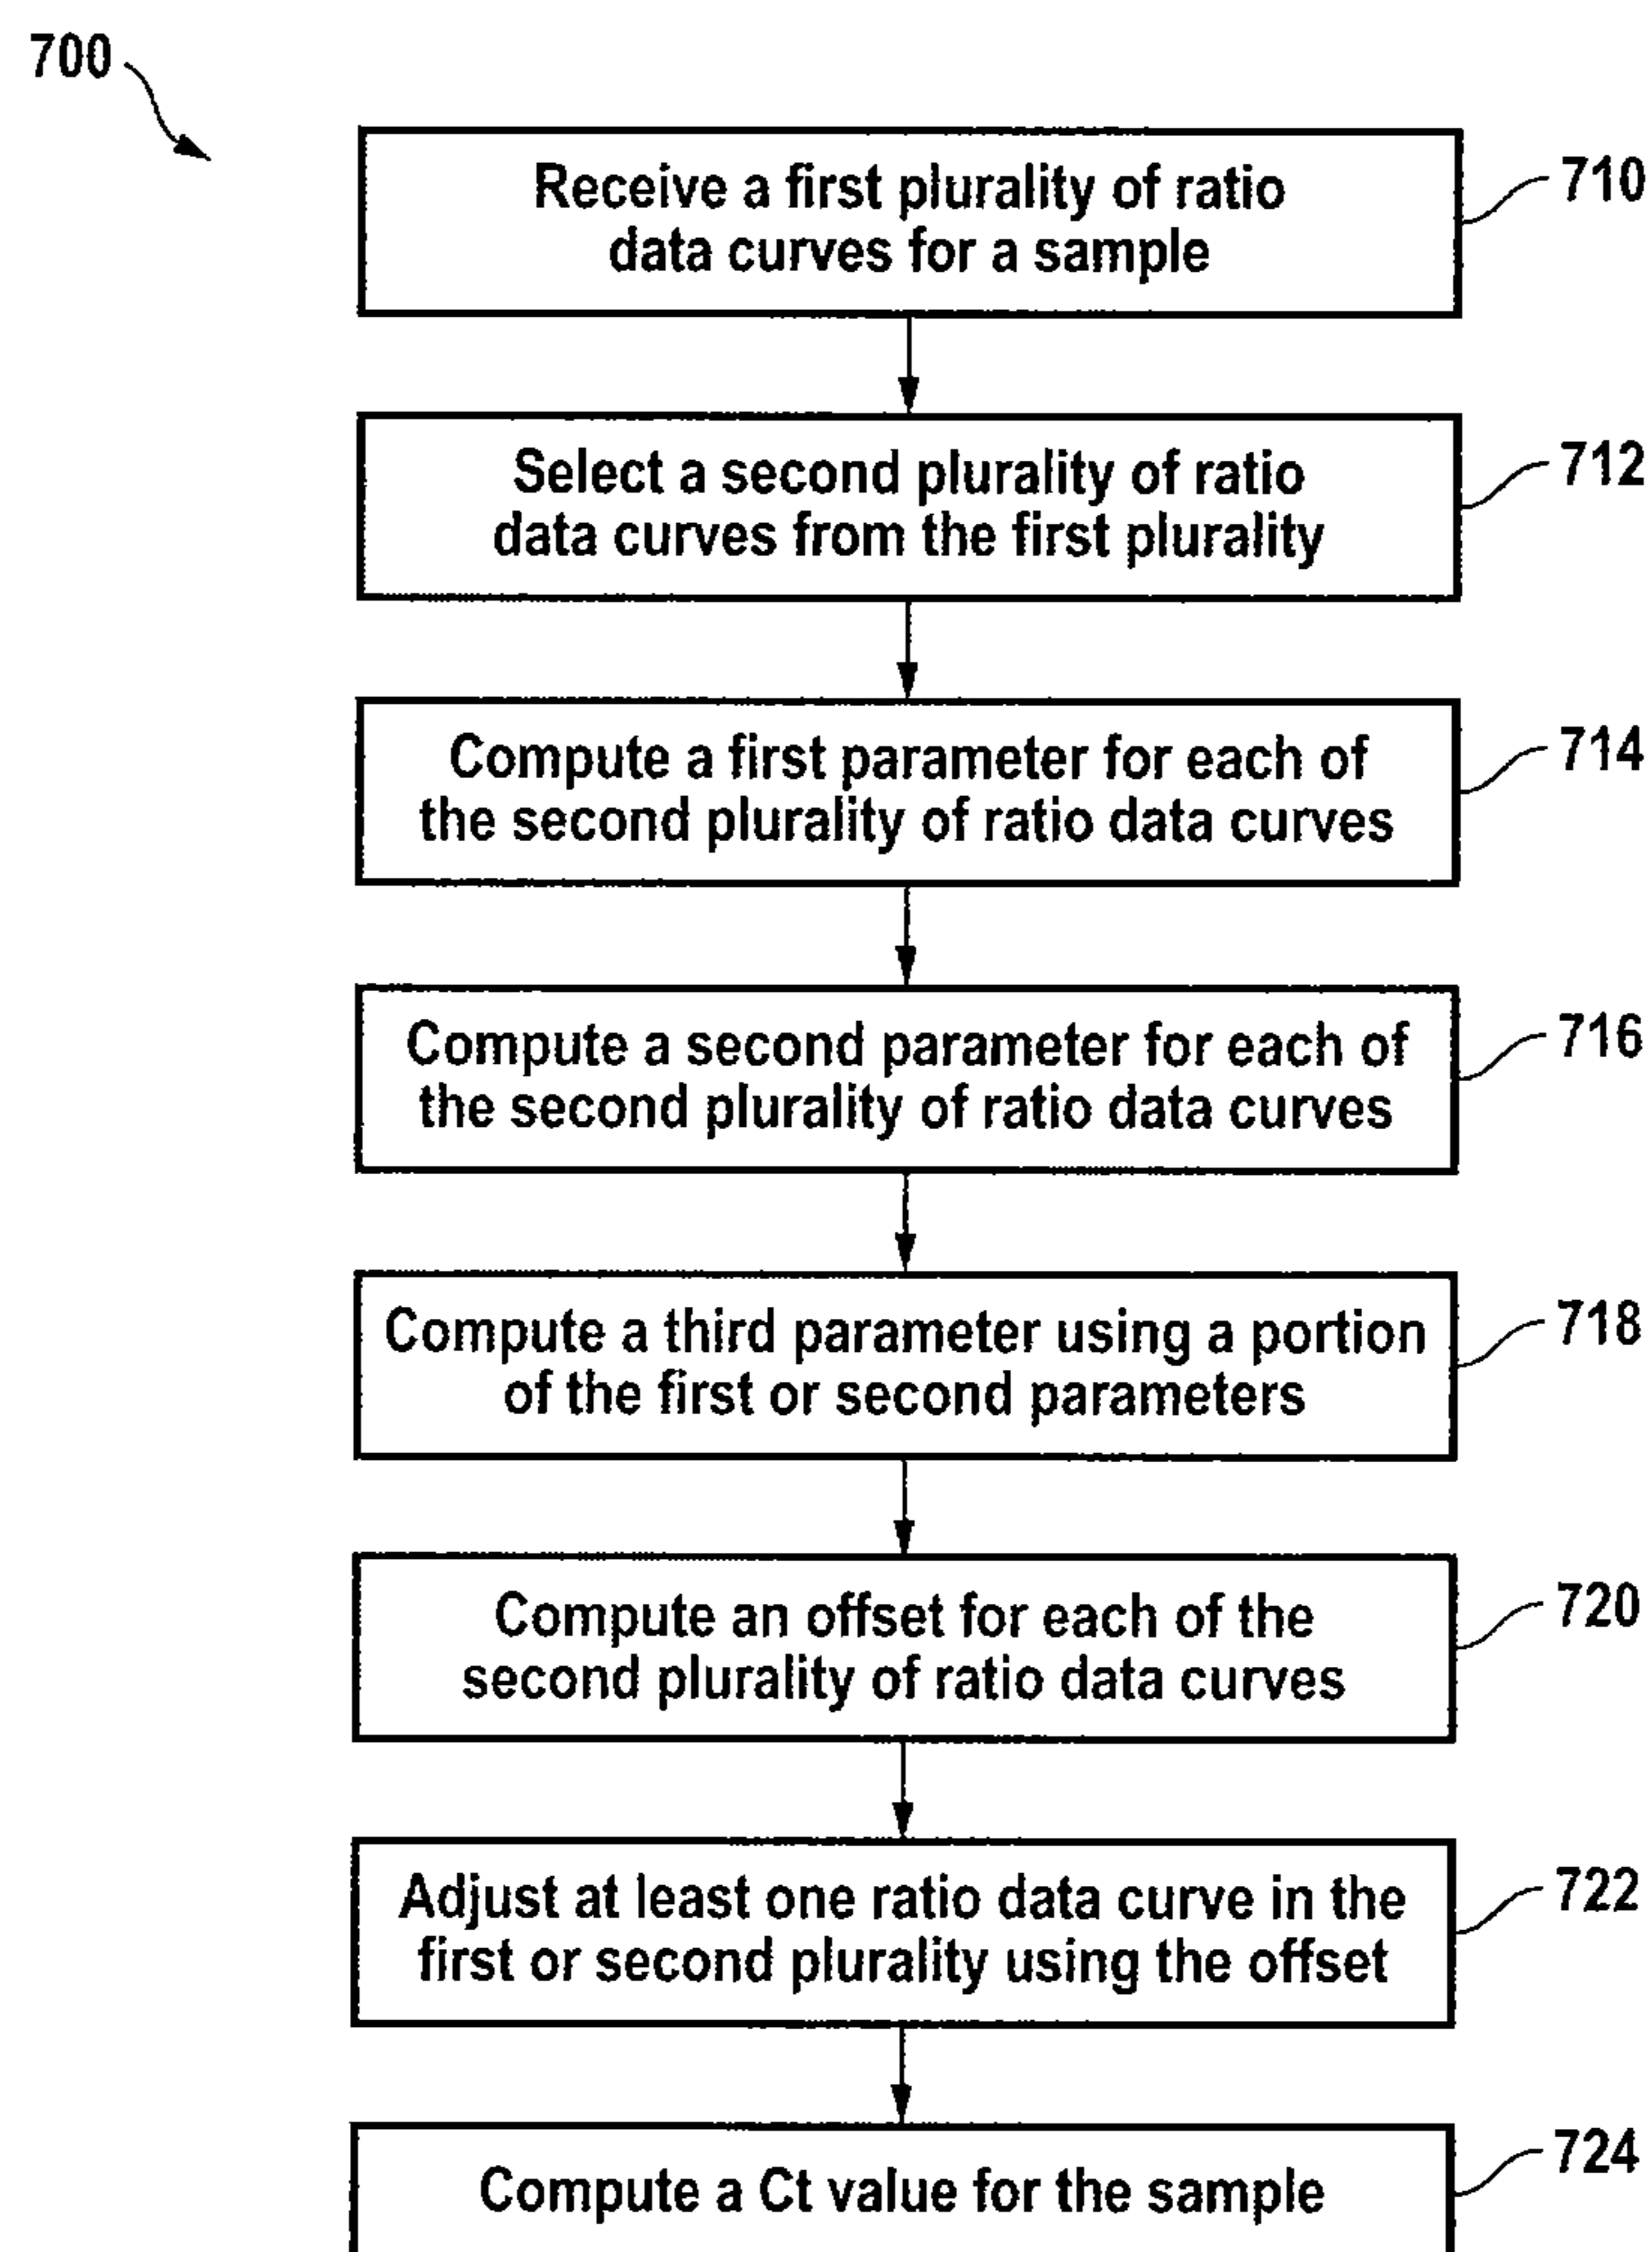 700
Receive a first plurality of ratio
data curves for a sample
710
Select a second plurality of ratio
data curves from the first plurality
712
Compute a first parameter for each of
the second plurality of ratio data curves
714
Compute a second parameter for each of
the second plurality of ratio data curves
716
Compute a third parameter using a portion
of the first or second parameters
718
Compute an offset for each of the
second plurality of ratio data curves
720
Adjust at least one ratio data curve in the
first or second plurality using the offset
722
Compute a Ct value for the sample
724